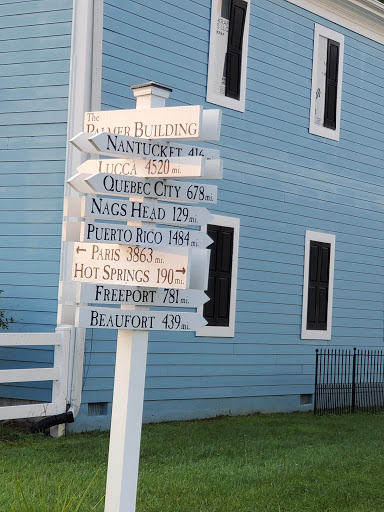 The
PALMER BUILDING
NANTUCKET 416
LUCCA 4520 mi.
QUEBEC CITY 678 mi.
NAGS HEAD 129 mi.
PUERTO RICO 1484 mi.
← PARIS 3863 mi.
HOT SPRINGS 190 mi. →
FREEPORT 781 mi.
BEAUFORT 439 mi.